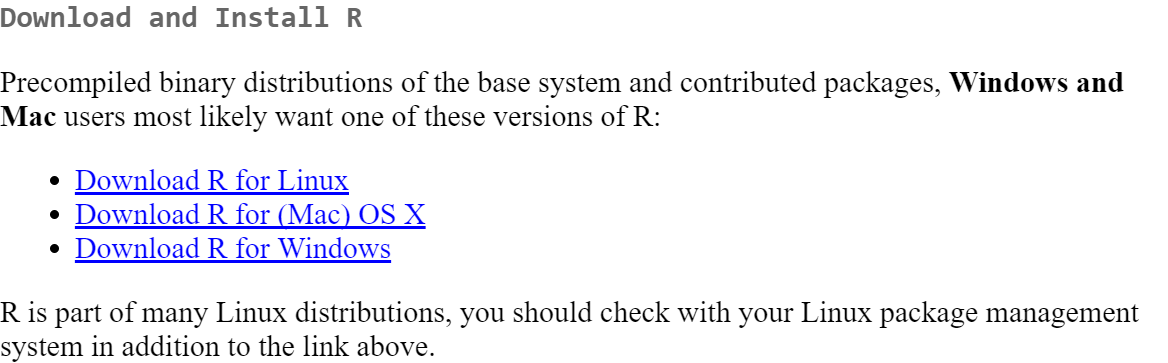 Download and Install R
Precompiled binary distributions of the base system and contributed packages, Windows and
Mac users most likely want one of these versions of R:
• Download R for Linux
• Download R for (Mac) OS X
• Download R for Windows
R is part of many Linux distributions, you should check with your Linux package management
system in addition to the link above.